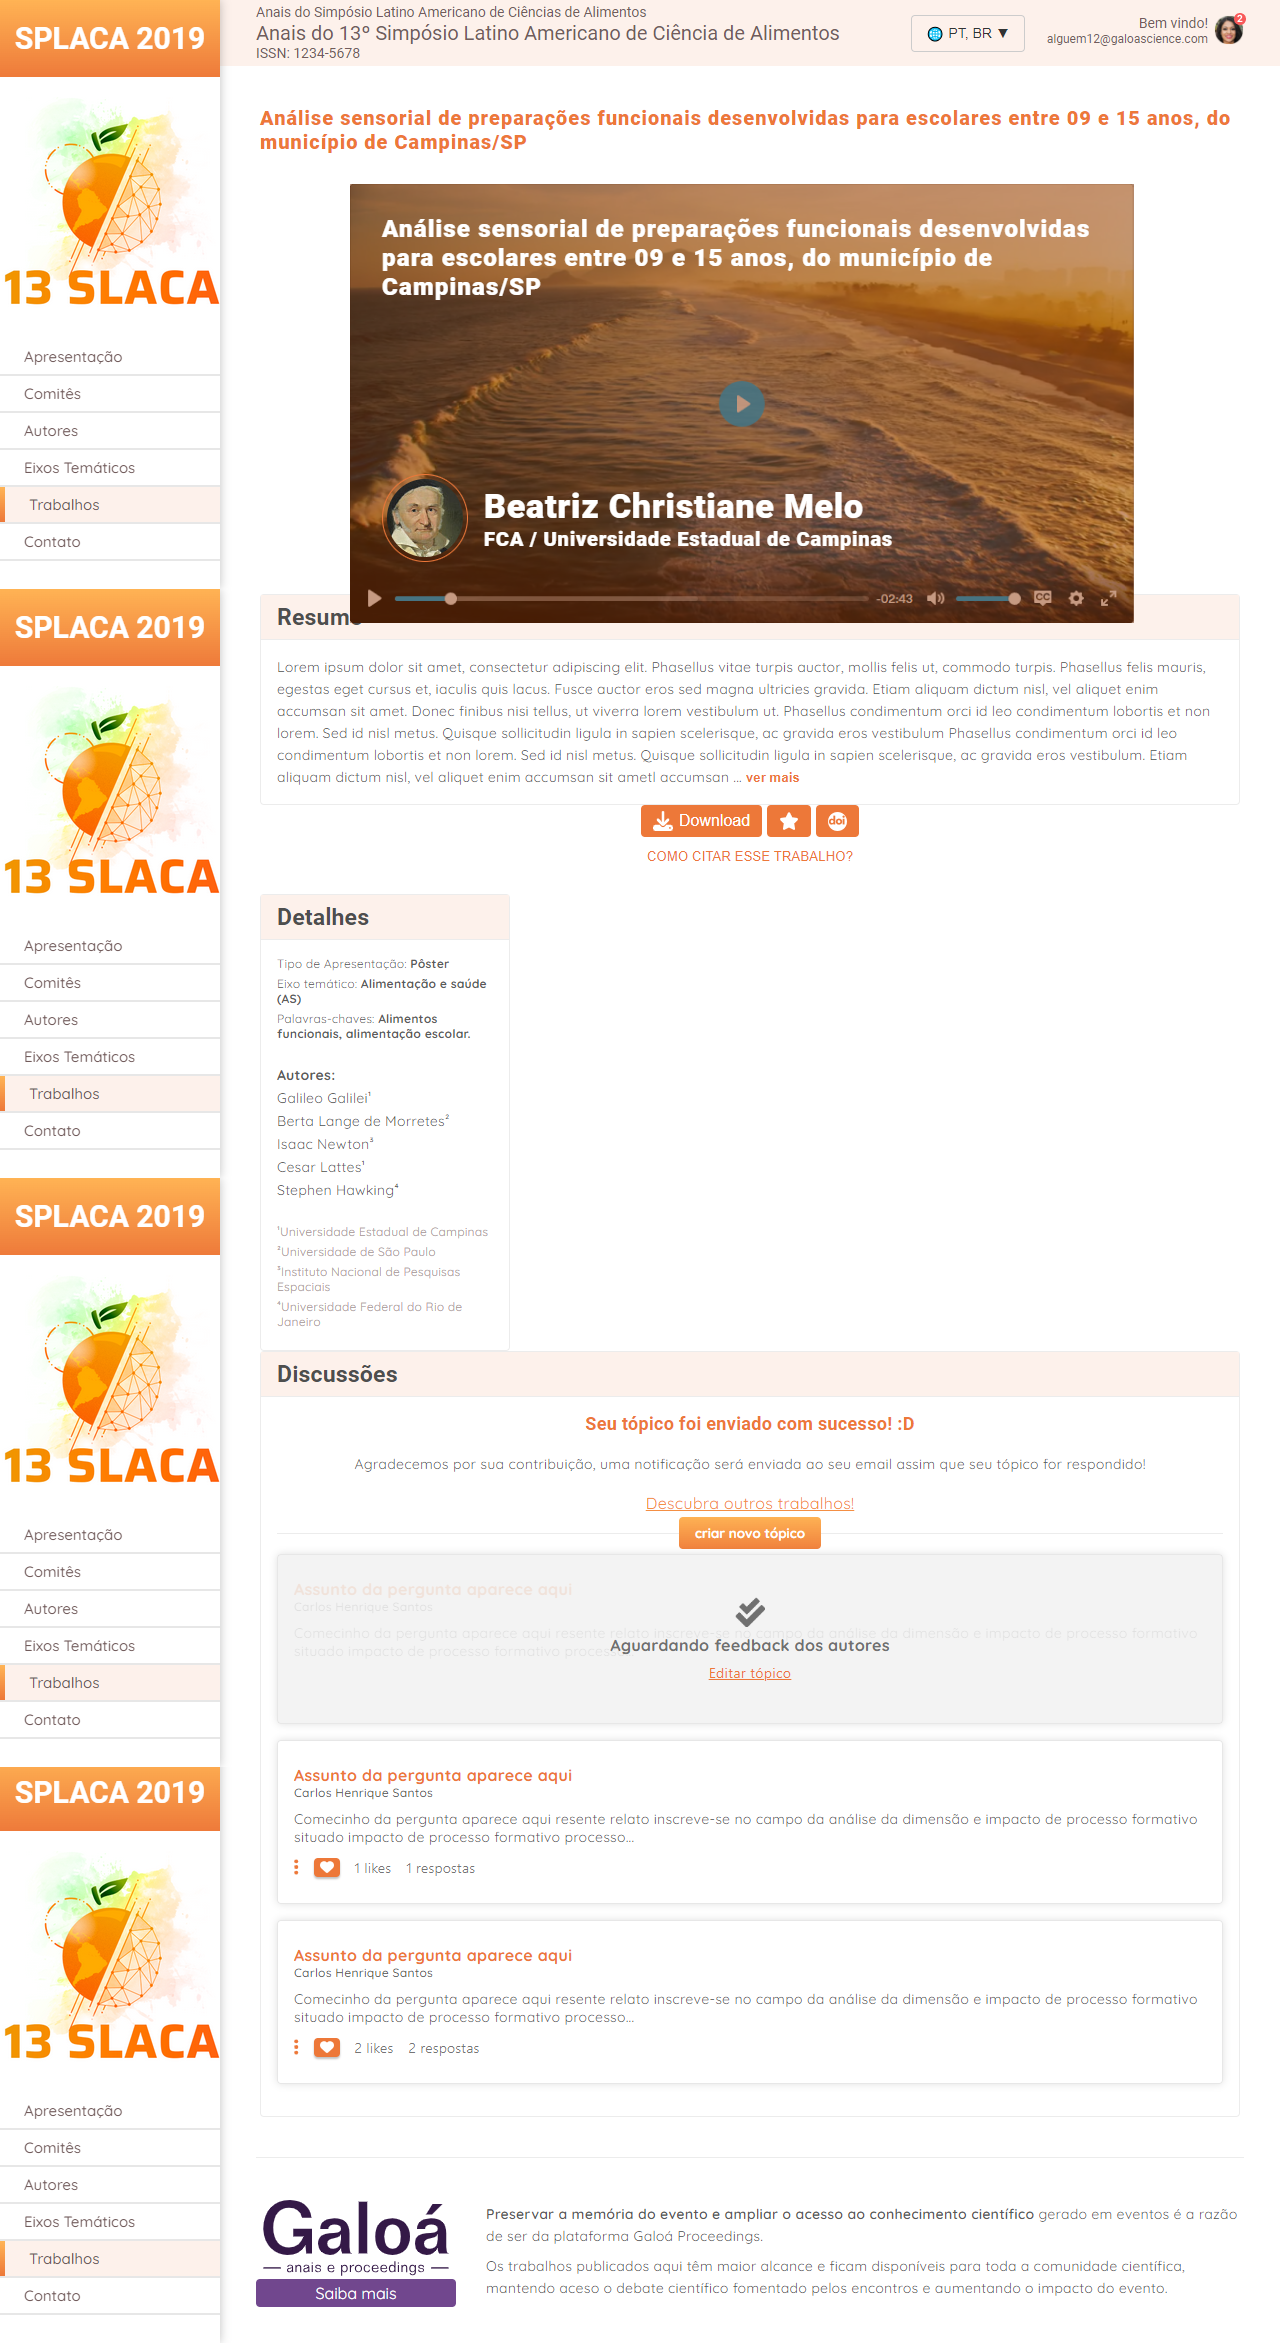 SPLACA 2019
13 SLACA
Apresentação
Comitês
Autores
Eixos Temáticos
Trabalhos
Contato
SPLACA 2019
13 SLACA
Apresentação
Comitês
Autores
Eixos Temáticos
Trabalhos
Contato
SPLACA 2019
13 SLACA
Apresentação
Comitês
Autores
Eixos Temáticos
Trabalhos
Contato
SPLACA 2019
13 SLACA
Apresentação
Comitês
Autores
Eixos Temáticos
Trabalhos
Contato
Anais do Simpósio Latino Americano de Ciências de Alimentos
Anais do 13º Simpósio Latino Americano de Ciência de Alimentos
ISSN: 1234-5678
PT, BR ▼
Bem vindo!
alguem12@galoascience.com
2
Análise sensorial de preparações funcionais desenvolvidas para escolares entre 09 e 15 anos, do
município de Campinas/SP
Análise sensorial de preparações funcionais desenvolvidas
para escolares entre 09 e 15 anos, do município de
Campinas/SP
Beatriz Christiane Melo
FCA / Universidade Estadual de Campinas
-02:43
CC
Resumo
Lorem ipsum dolor sit amet, consectetur adipiscing elit. Phasellus vitae turpis auctor, mollis felis ut, commodo turpis. Phasellus felis mauris,
egestas eget cursus et, iaculis quis lacus. Fusce auctor eros sed magna ultricies gravida. Etiam aliquam dictum nisl, vel aliquet enim
accumsan sit amet. Donec finibus nisi tellus, ut viverra lorem vestibulum ut. Phasellus condimentum orci id leo condimentum lobortis et non
lorem. Sed id nisl metus. Quisque sollicitudin ligula in sapien scelerisque, ac gravida eros vestibulum Phasellus condimentum orci id leo
condimentum lobortis et non lorem. Sed id nisl metus. Quisque sollicitudin ligula in sapien scelerisque, ac gravida eros vestibulum. Etiam
aliquam dictum nisl, vel aliquet enim accumsan sit ametl accumsan ... ver mais
Download
doi
COMO CITAR ESSE TRABALHO?
Detalhes
Tipo de Apresentação: Pôster
Eixo temático: Alimentação e saúde
(AS)
Palavras-chaves: Alimentos
funcionais, alimentação escolar.
Autores:
Galileo Galilei¹
Berta Lange de Morretes²
Isaac Newton³
Cesar Lattes¹
Stephen Hawking⁴
¹Universidade Estadual de Campinas
²Universidade de São Paulo
³Instituto Nacional de Pesquisas
Espaciais
⁴Universidade Federal do Rio de
Janeiro
Discussões
Seu tópico foi enviado com sucesso! :D
Agradecemos por sua contribuição, uma notificação será enviada ao seu email assim que seu tópico for respondido!
Descubra outros trabalhos!
criar novo tópico
Assunto da pergunta aparece aqui
Carlos Henrique Santos
Comecinho da pergunta aparece aqui resente relato inscreve-se no campo da análise da dimensão e impacto de processo formativo
situado impacto de processo formativo processo...
Aguardando feedback dos autores
Editar tópico
Assunto da pergunta aparece aqui
Carlos Henrique Santos
Comecinho da pergunta aparece aqui resente relato inscreve-se no campo da análise da dimensão e impacto de processo formativo
situado impacto de processo formativo processo...
1 likes 1 respostas
Assunto da pergunta aparece aqui
Carlos Henrique Santos
Comecinho da pergunta aparece aqui resente relato inscreve-se no campo da análise da dimensão e impacto de processo formativo
situado impacto de processo formativo processo...
2 likes 2 respostas
Galoá
anais e proceedings
Saiba mais
Preservar a memória do evento e ampliar o acesso ao conhecimento científico gerado em eventos é a razão
de ser da plataforma Galoá Proceedings.
Os trabalhos publicados aqui têm maior alcance e ficam disponíveis para toda a comunidade científica,
mantendo aceso o debate científico fomentado pelos encontros e aumentando o impacto do evento.